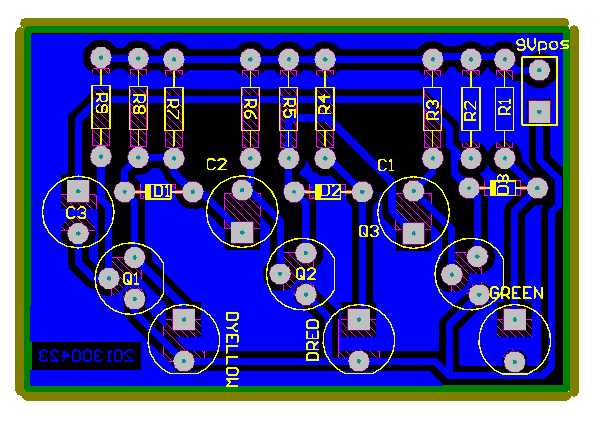 9Vpos
R9
R8
R7
R6
R5
R4
R3
R2
R1
C2
C1
D1
D2
D3
C3
Q3
Q1
Q2
GREEN
DYELLOW
DRED
201300423